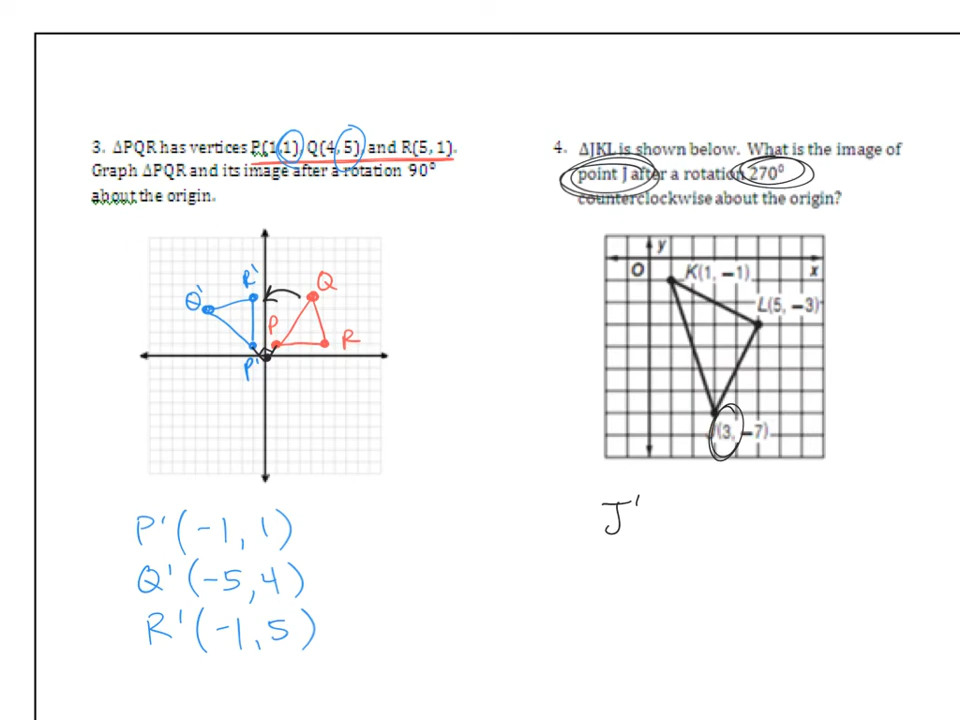 3. ΔPQR has vertices P(1,1), Q(4, 5) and R(5, 1).
Graph ΔPQR and its image after a rotation 90°
about the origin.
R'
Q'
Q
P
R
P'
P'(-1, 1)
Q'(-5, 4)
R'(-1, 5)
4. ΔJKL is shown below. What is the image of
point J after a rotation 270°
counterclockwise about the origin?
y
O
K(1, −1)
x
L(5, −3)
J(3, −7)
J'